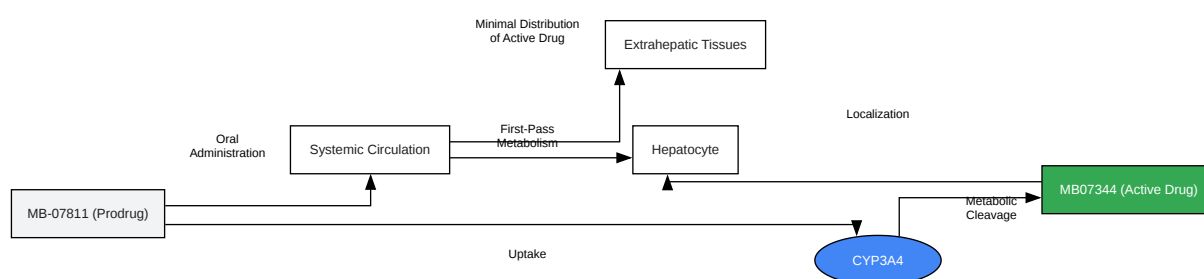 Minimal Distribution
of Active Drug
Extrahepatic Tissues
Localization
Oral
Administration
Systemic Circulation
First-Pass
Metabolism
Hepatocyte
MB-07811 (Prodrug)
MB07344 (Active Drug)
Metabolic
Cleavage
Uptake
CYP3A4